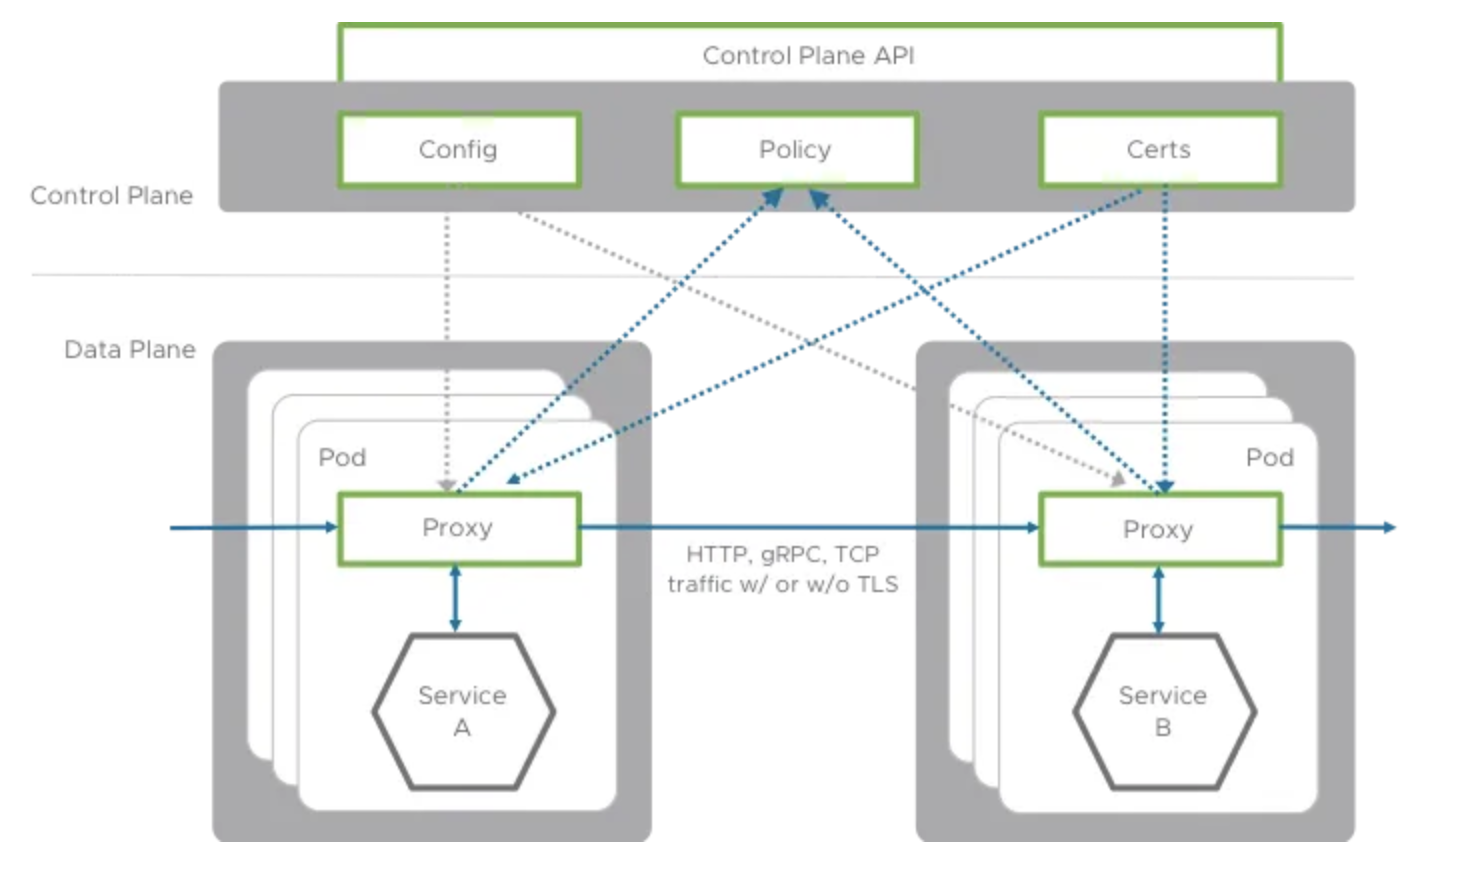 Control Plane API
Config
Policy
Certs
Control Plane
Data Plane
Pod
Pod
Proxy
Proxy
HTTP, gRPC, TCP
traffic w/ or w/o TLS
Service
A
Service
B